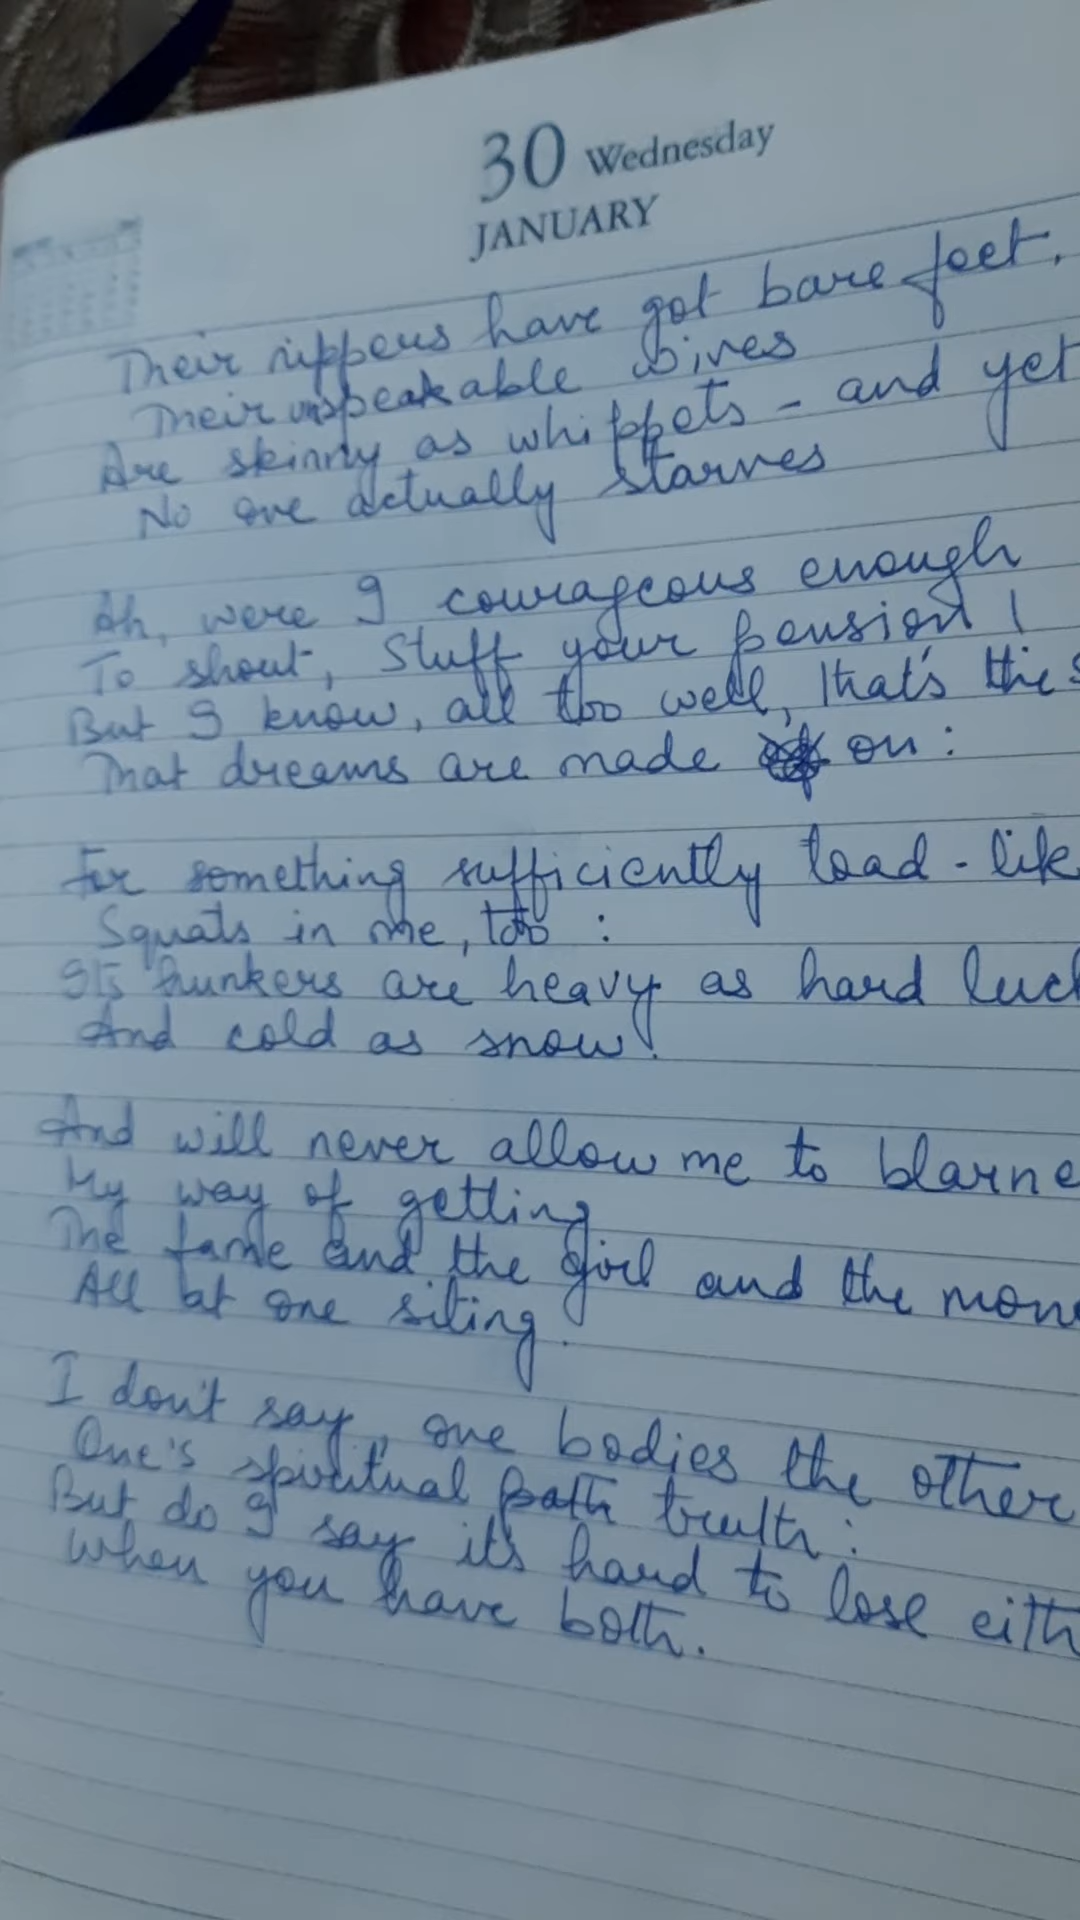 30 Wednesday
JANUARY
Their nippers have got bare feet.
Their unspeakable wives
Are skinny as whippets - and yet
No one actually starves
Ah, were I courageous enough
To shout, Stuff your pension!
But I know, all too well, that's the s
That dreams are made on:
For something sufficiently toad-lik
Squats in me, too:
Its hunkers are heavy as hard luck
And cold as snow.
And will never allow me to blarne
My way of getting
The fame and the girl and the mone
All at one siting.
I don't say, one bodies the other
One's spiritual path truth:
But do I say it's hard to lose eith
When you have both.